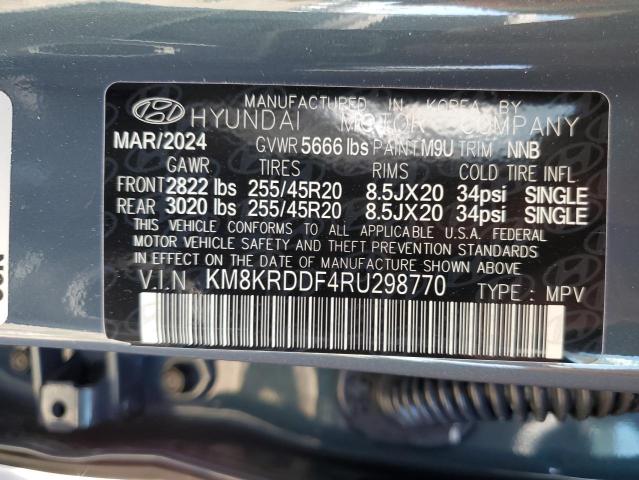 MANUFACTURED IN KOREA BY
HYUNDAI MOTOR COMPANY
MAR/2024 GVWR 5666 lbs PAINT M9U TRIM NNB
GAWR. TIRES RIMS COLD TIRE INFL.
FRONT 2822 lbs 255/45R20 8.5JX20 34psi SINGLE
REAR 3020 lbs 255/45R20 8.5JX20 34psi SINGLE
THIS VEHICLE CONFORMS TO ALL APPLICABLE U.S.A. FEDERAL
MOTOR VEHICLE SAFETY AND THEFT PREVENTION STANDARDS
IN EFFECT ON THE DATE OF MANUFACTURE SHOWN ABOVE.
V.I.N. KM8KRDDF4RU298770 TYPE : MPV